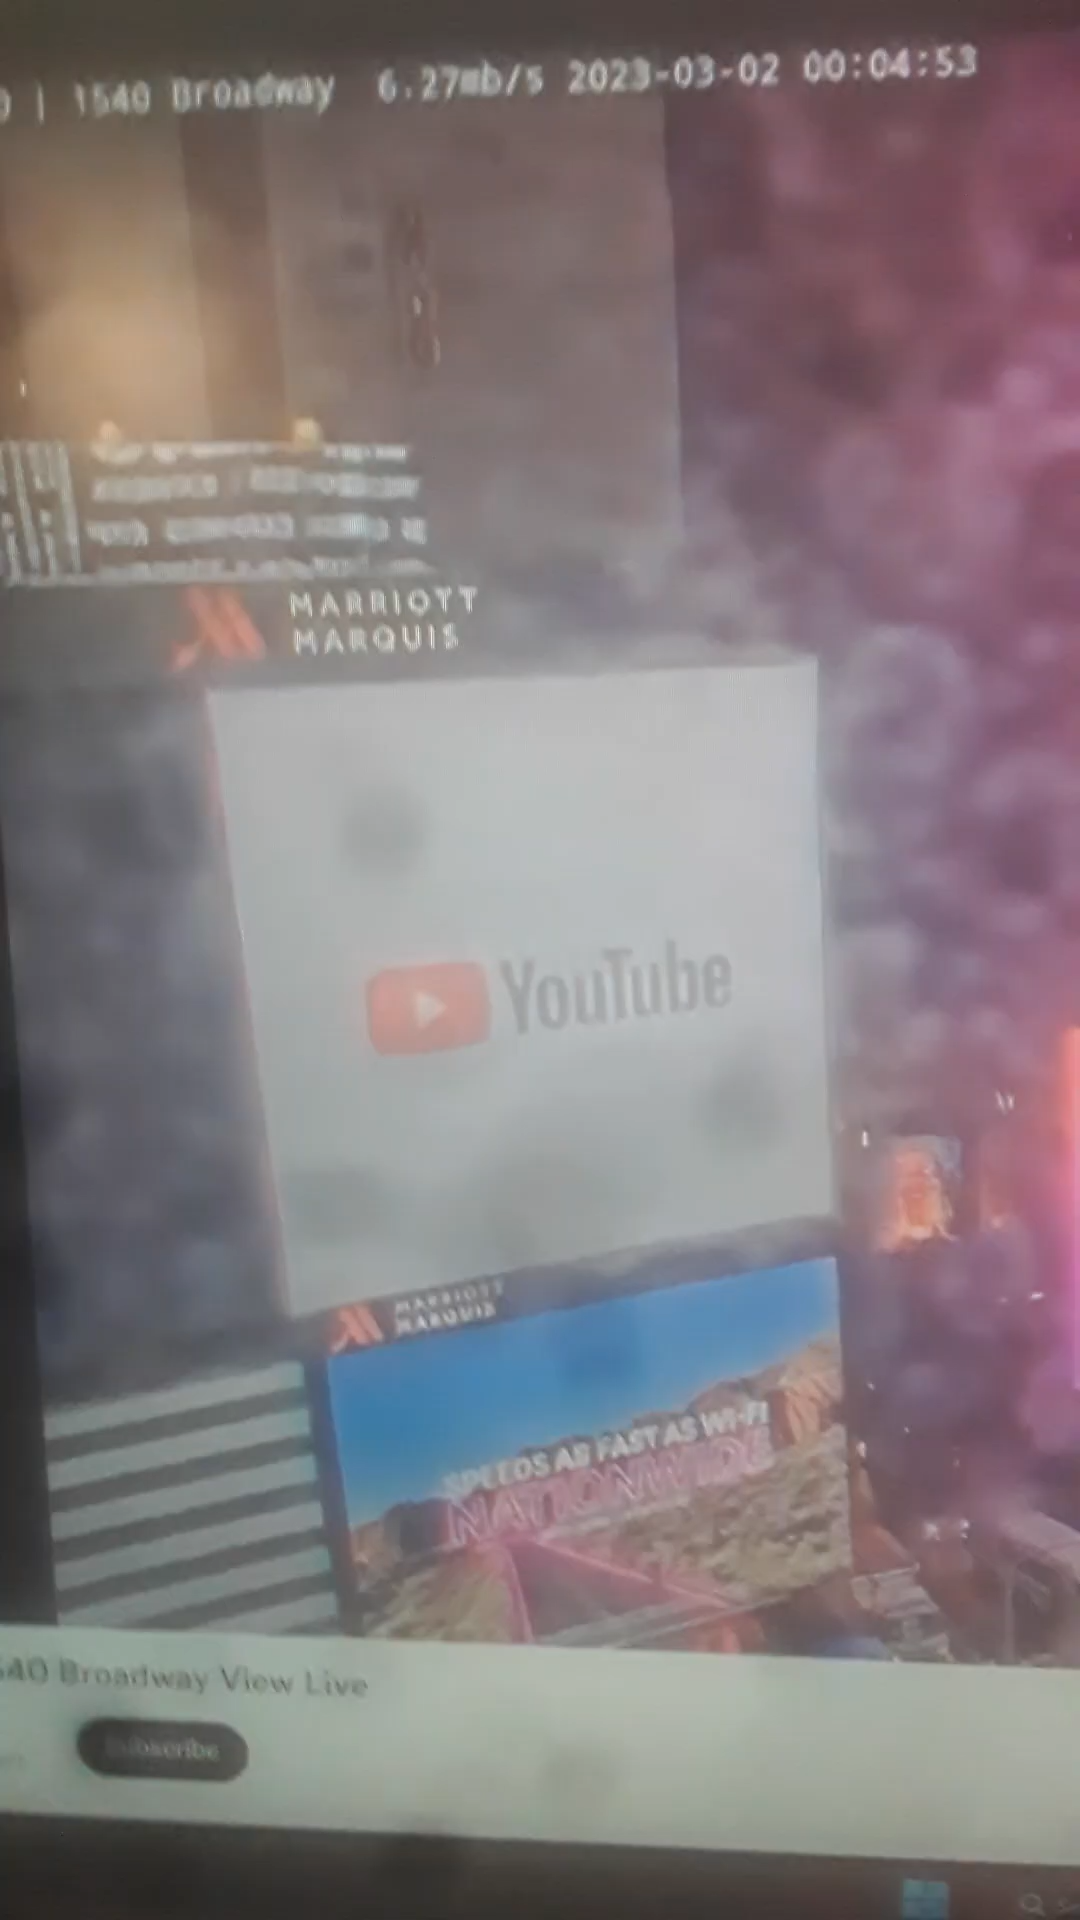 | 1540 Broadway 6.27mb/s 2023-03-02 00:04:53
MARRIOTT
MARQUIS
YouTube
MARRIOTT
MARQUIS
SPEEDS AS FAST AS WI-FI
NATIONWIDE
540 Broadway View Live
Subscribe